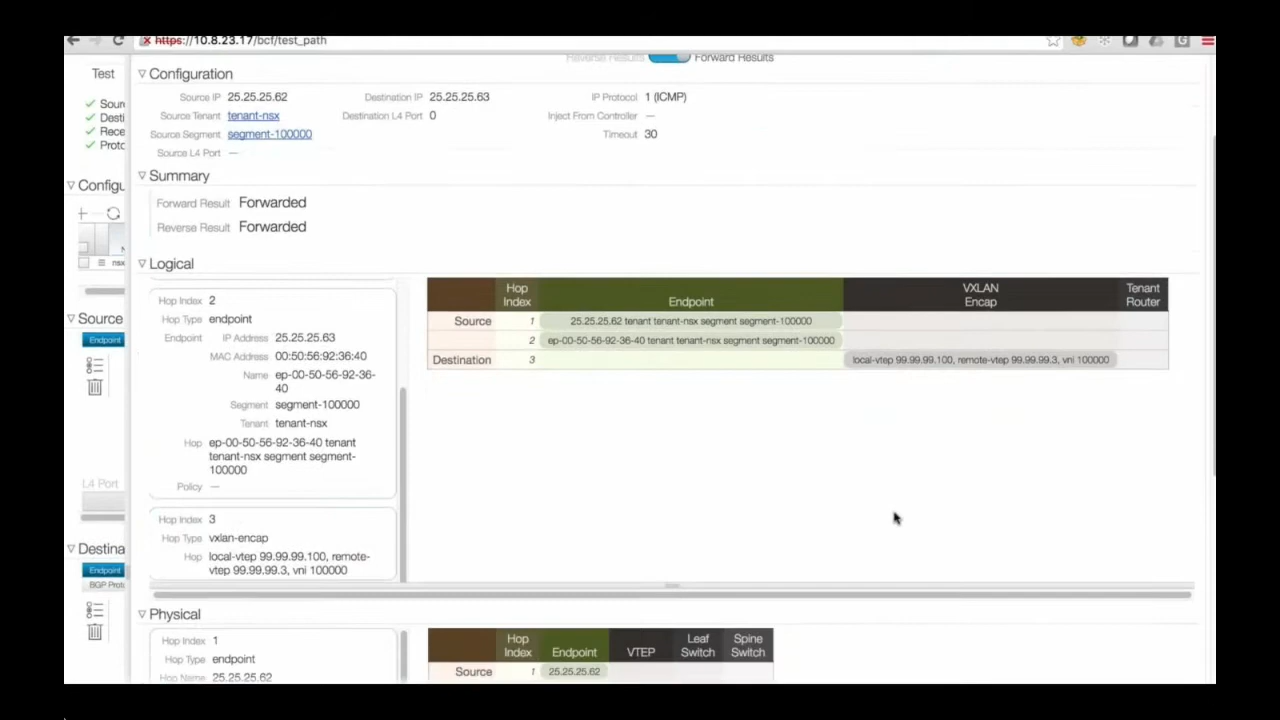 https://10.8.23.17/bcf/test_path
Reverse Results Forward Results
Test
Configuration
Source IP 25.25.25.62 Destination IP 25.25.25.63 IP Protocol 1 (ICMP)
Source Tenant tenant-nsx Destination L4 Port 0 Inject From Controller —
Source Segment segment-100000 Timeout 30
Source L4 Port —
Sourc
Desti
Rece
Proto
Summary
Configu
Forward Result Forwarded
Reverse Result Forwarded
nsx
Logical
Hop Index 2
Hop Type endpoint
Endpoint IP Address 25.25.25.63
MAC Address 00:50:56:92:36:40
Name ep-00-50-56-92-36-
40
Segment segment-100000
Tenant tenant-nsx
Hop ep-00-50-56-92-36-40 tenant
tenant-nsx segment segment-
100000
Policy —
Hop Index 3
Hop Type vxlan-encap
Hop local-vtep 99.99.99.100, remote-
vtep 99.99.99.3, vni 100000
Hop Index Endpoint VXLAN Encap Tenant Router
Source 1 25.25.25.62 tenant tenant-nsx segment segment-100000
2 ep-00-50-56-92-36-40 tenant tenant-nsx segment segment-100000
Destination 3 local-vtep 99.99.99.100, remote-vtep 99.99.99.3, vni 100000
Source
Endpoint
L4 Port
Destina
Endpoint
BGP Prot
Physical
Hop Index 1
Hop Type endpoint
Hop Name 25.25.25.62
Hop Index Endpoint VTEP Leaf Switch Spine Switch
Source 1 25.25.25.62